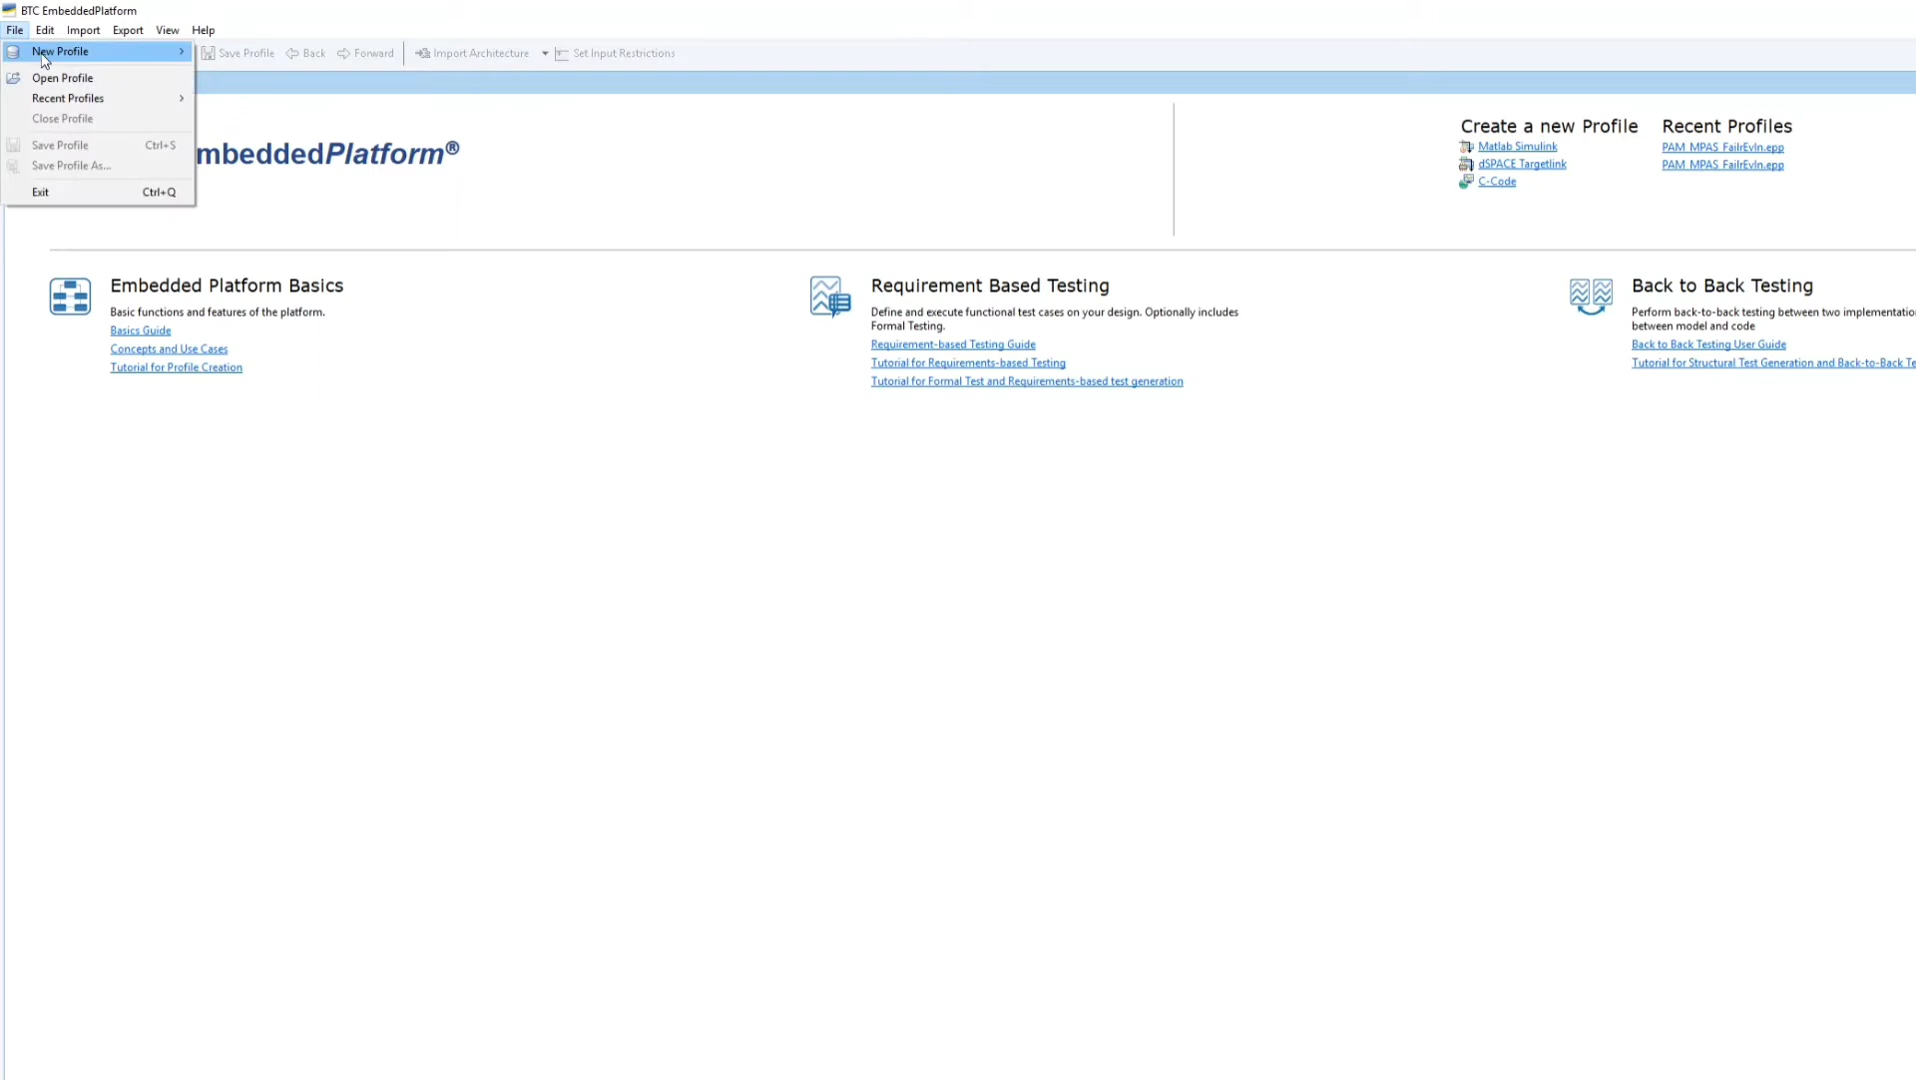 BTC EmbeddedPlatform
File Edit Import Export View Help
New Profile
Save Profile Back Forward Import Architecture Set Input Restrictions
Open Profile
Recent Profiles
Close Profile
Save Profile Ctrl+S
Save Profile As...
Exit Ctrl+Q
mbeddedPlatform®
Create a new Profile
Matlab Simulink
dSPACE Targetlink
C-Code
Recent Profiles
PAM_MPAS_FailrEvln.epp
PAM_MPAS_FailrEvln.epp
Embedded Platform Basics
Basic functions and features of the platform.
Basics Guide
Concepts and Use Cases
Tutorial for Profile Creation
Requirement Based Testing
Define and execute functional test cases on your design. Optionally includes
Formal Testing.
Requirement-based Testing Guide
Tutorial for Requirements-based Testing
Tutorial for Formal Test and Requirements-based test generation
Back to Back Testing
Perform back-to-back testing between two implementatio
between model and code
Back to Back Testing User Guide
Tutorial for Structural Test Generation and Back-to-Back Te